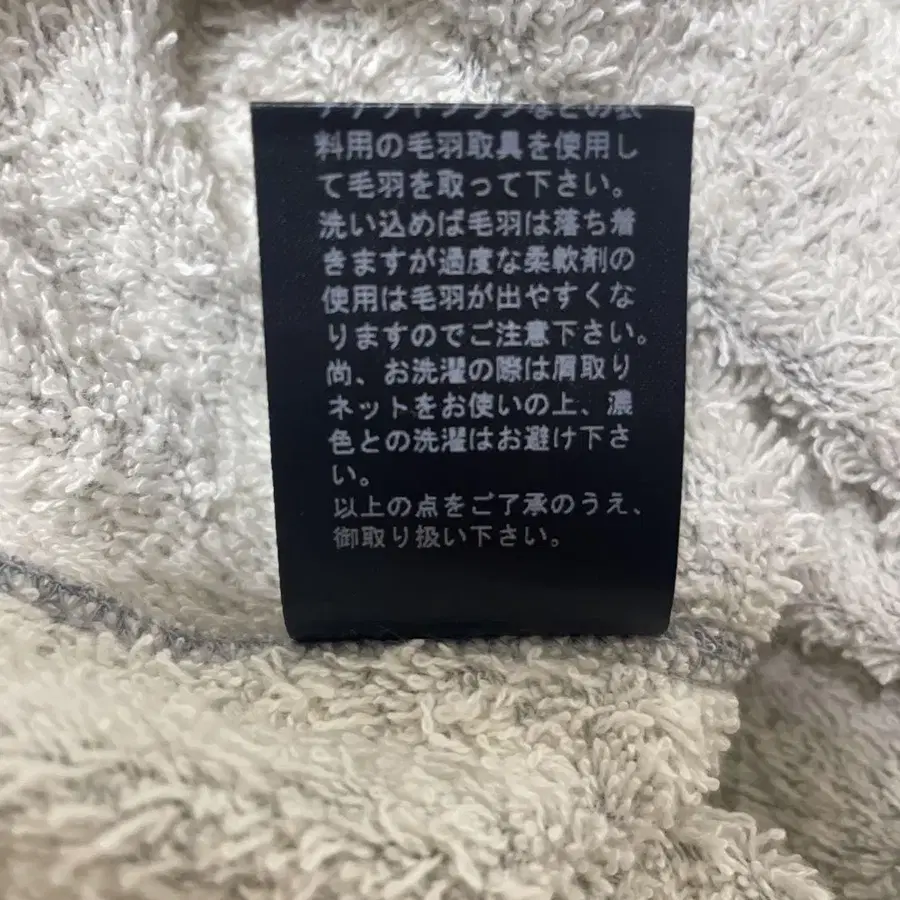 などの衣
料用の毛羽取具を使用し
て毛羽を取って下さい。
洗い込めば毛羽は落ち着
きますが過度な柔軟剤の
使用は毛羽が出やすくな
りますのでご注意下さい。
尚、お洗濯の際は屑取り
ネットをお使いの上、濃
色との洗濯はお避け下さ
い。
以上の点をご了承のうえ、
御取り扱い下さい。